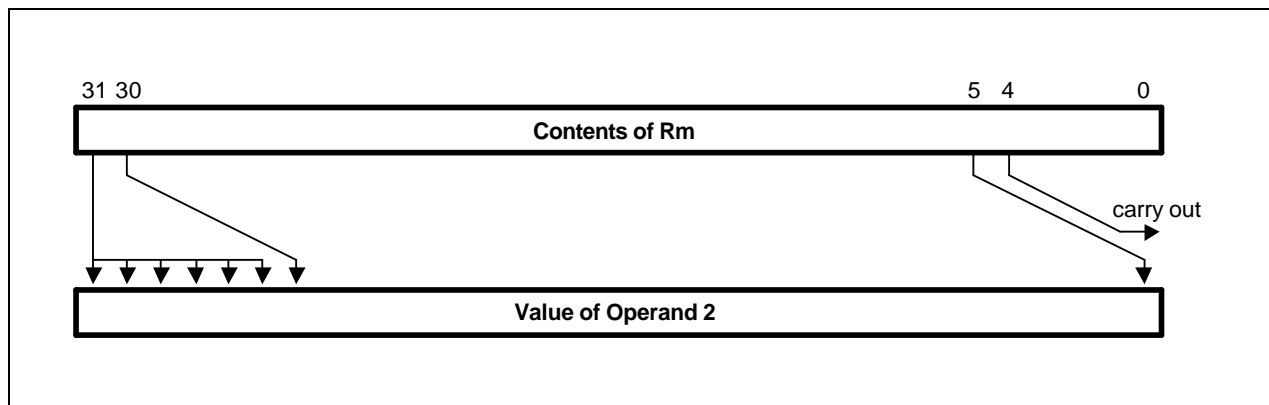 31 30 5 4 0
Contents of Rm
carry out
Value of Operand 2